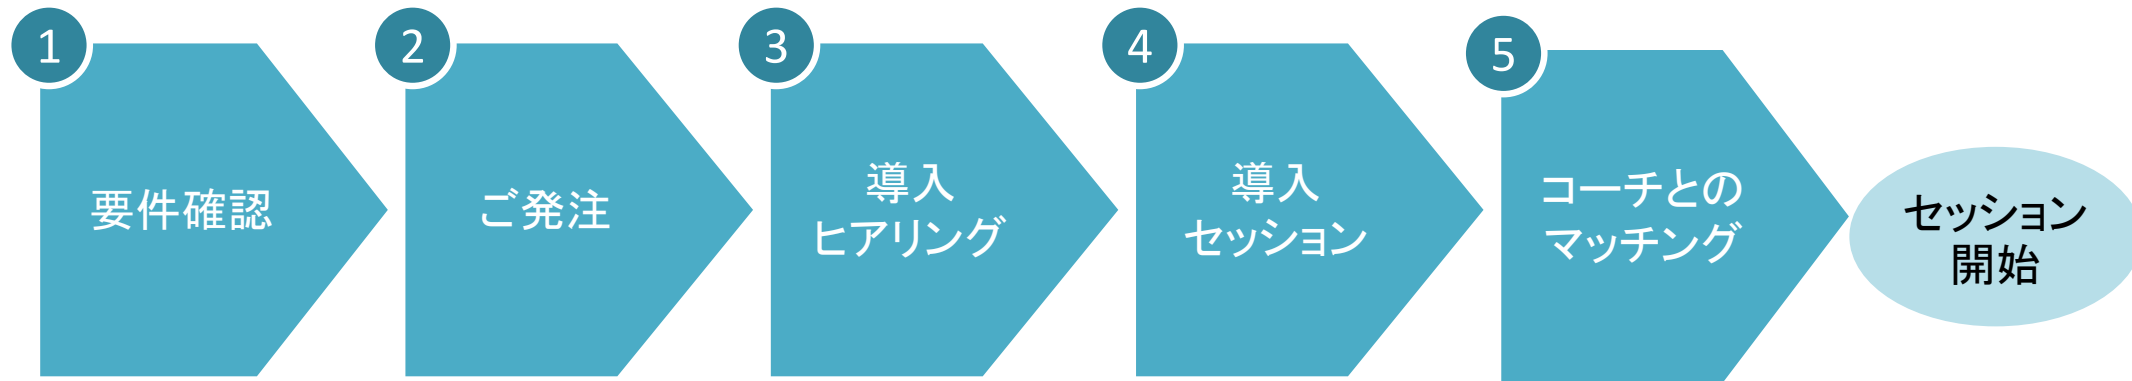 1
要件確認
2
ご発注
3
導入
ヒアリング
4
導入
セッション
5
コーチとの
マッチング
セッション
開始